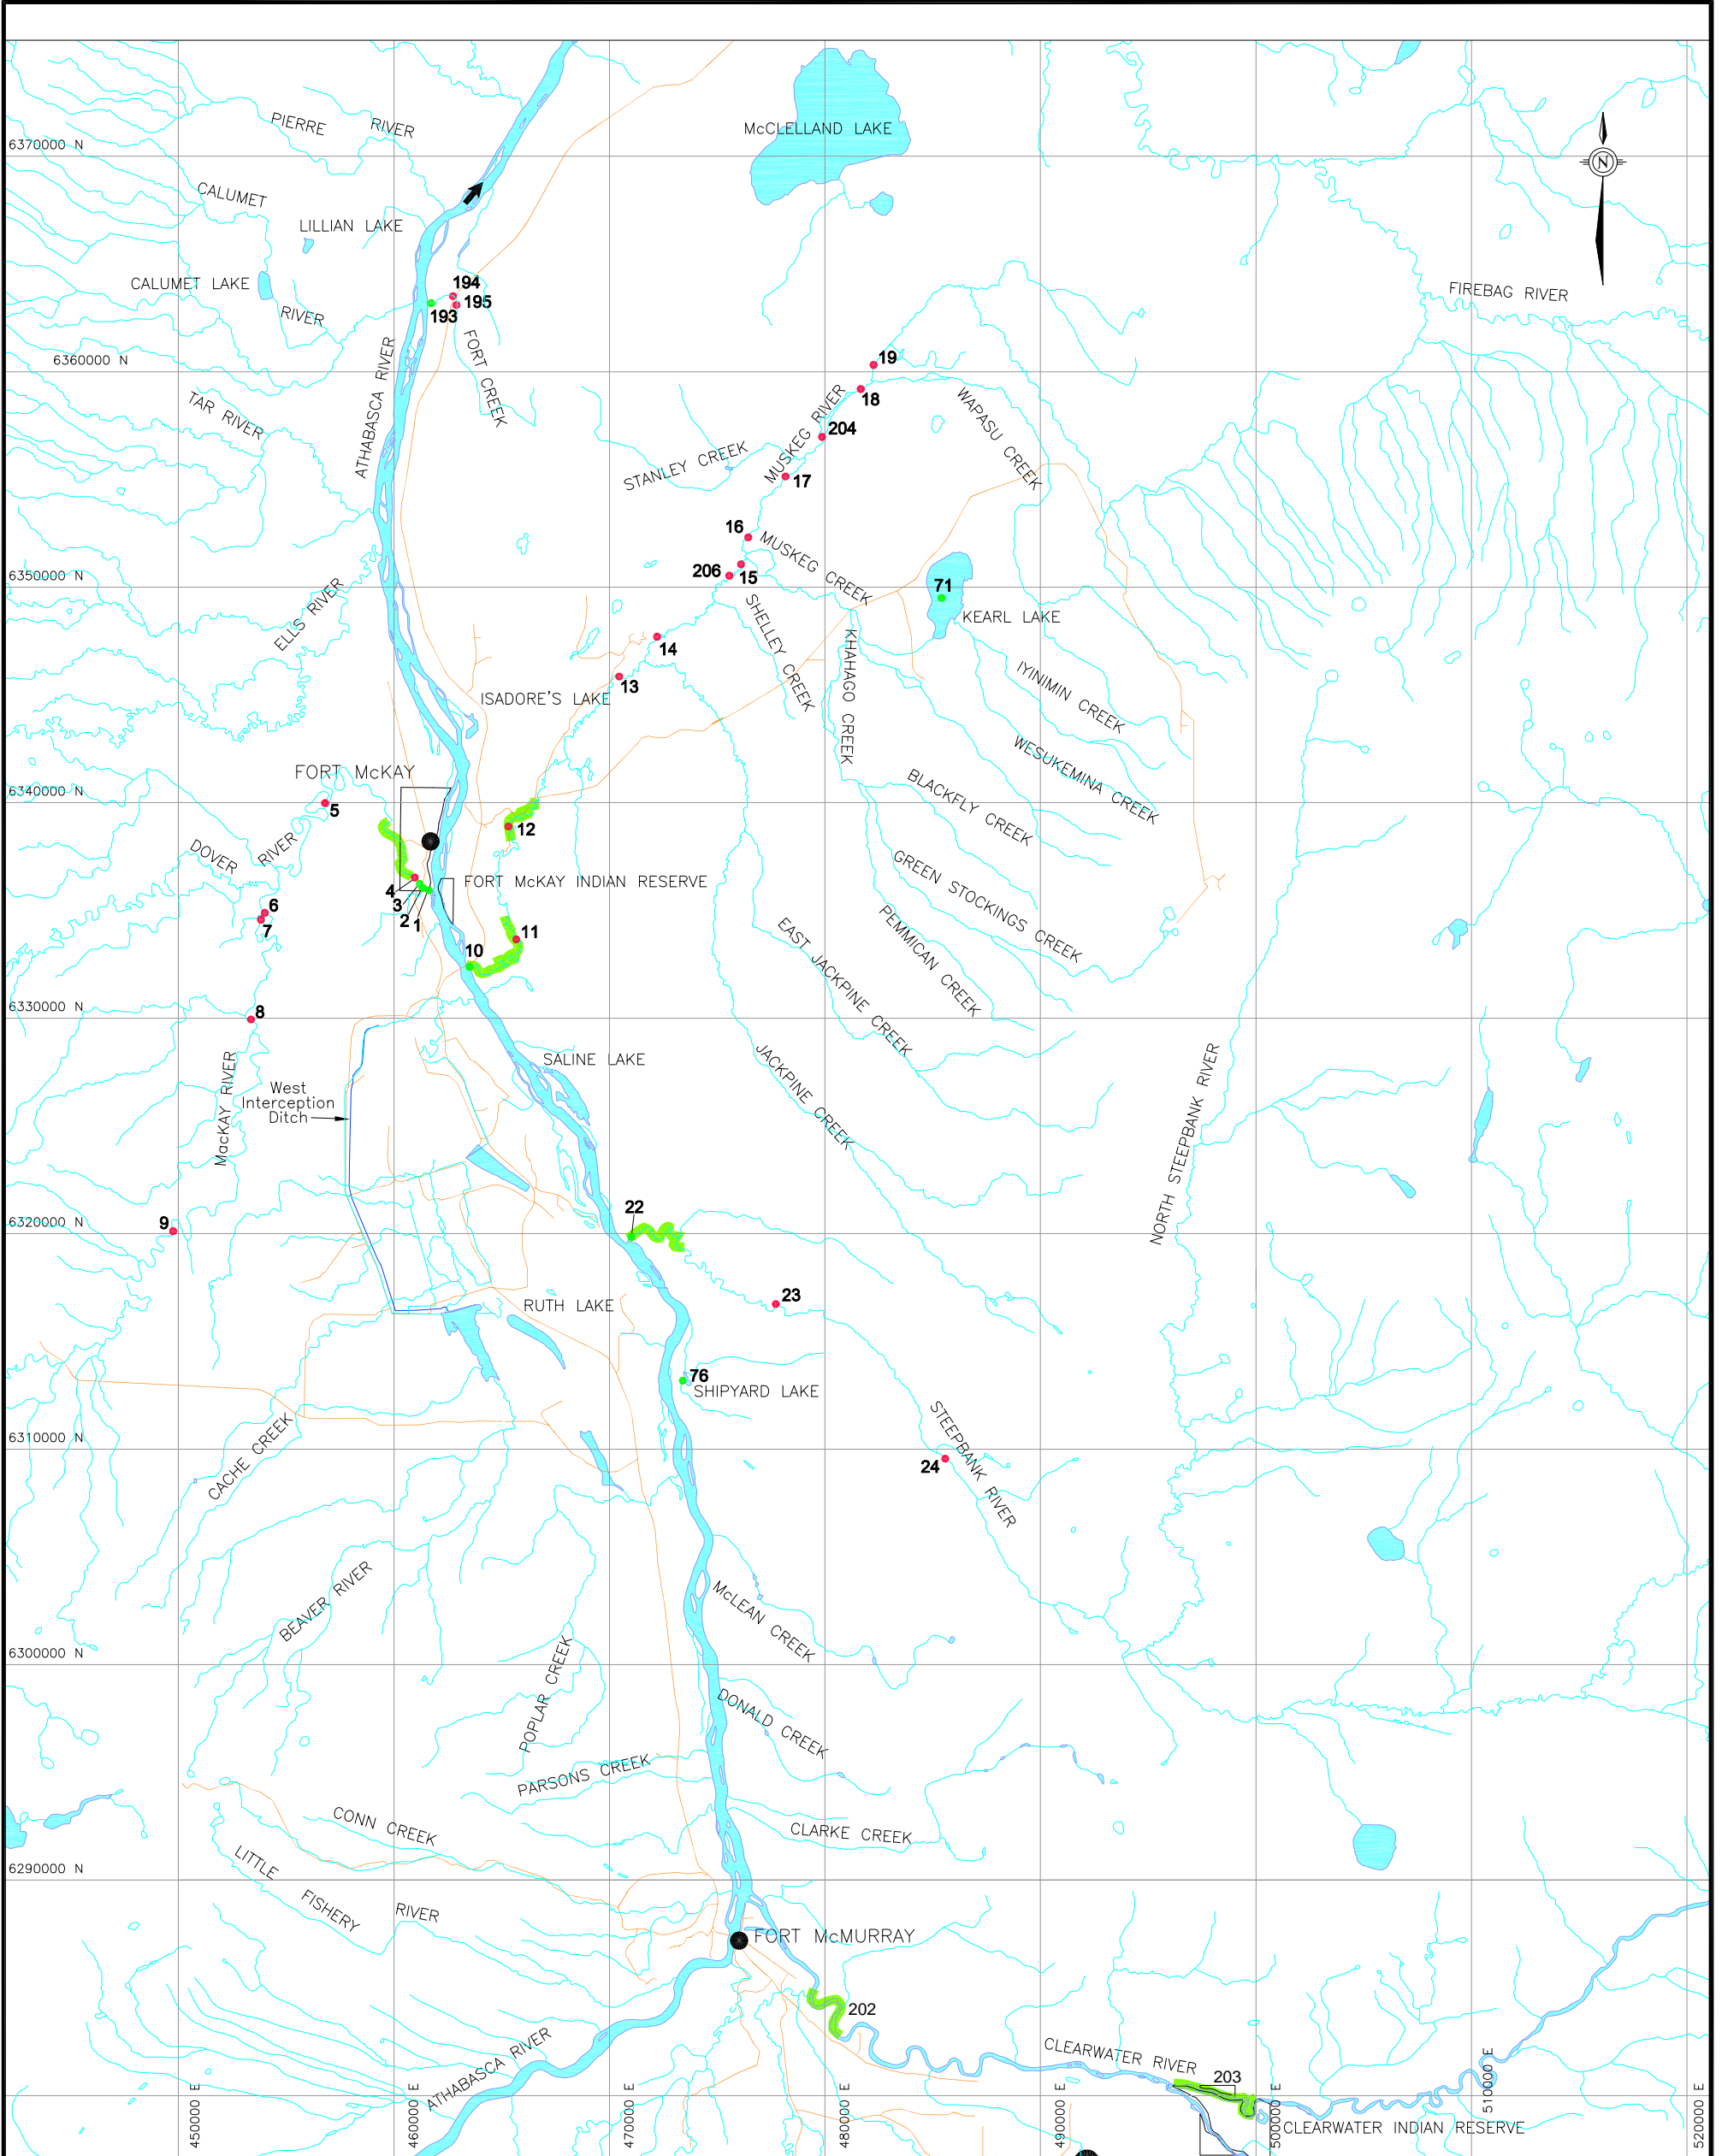 PIERRE RIVER
McCLELLAND LAKE
6370000 N
N
CALUMET
LILLIAN LAKE
CALUMET LAKE
RIVER
194
195
193
FIREBAG RIVER
FORT CREEK
ATHABASCA RIVER
6360000 N
19
18
TAR RIVER
MUSKEG RIVER
WAPASU CREEK
204
STANLEY CREEK
17
16
MUSKEG CREEK
15
206
71
6350000 N
ELLS RIVER
SHELLEY CREEK
KEARL LAKE
KHAHAGO CREEK
14
13
IYINIMIN CREEK
ISADORE'S LAKE
WESUKEMINA CREEK
FORT McKAY
BLACKFLY CREEK
6340000 N
5
12
DOVER RIVER
GREEN STOCKINGS CREEK
FORT McKAY INDIAN RESERVE
4
3
2
1
6
7
PEMMICAN CREEK
EAST JACKPINE CREEK
11
10
6330000 N
8
JACKPINE CREEK
SALINE LAKE
NORTH STEEPBANK RIVER
MacKAY RIVER
West
Interception
Ditch
22
6320000 N
9
23
RUTH LAKE
76
SHIPYARD LAKE
STEEPBANK RIVER
6310000 N
CACHE CREEK
24
BEAVER RIVER
McLEAN CREEK
6300000 N
POPLAR CREEK
DONALD CREEK
PARSONS CREEK
CONN CREEK
CLARKE CREEK
6290000 N
LITTLE FISHERY RIVER
FORT McMURRAY
202
ATHABASCA RIVER
CLEARWATER RIVER
203
CLEARWATER INDIAN RESERVE
450000 E
460000 E
470000 E
480000 E
490000 E
500000 E
510000 E
520000 E